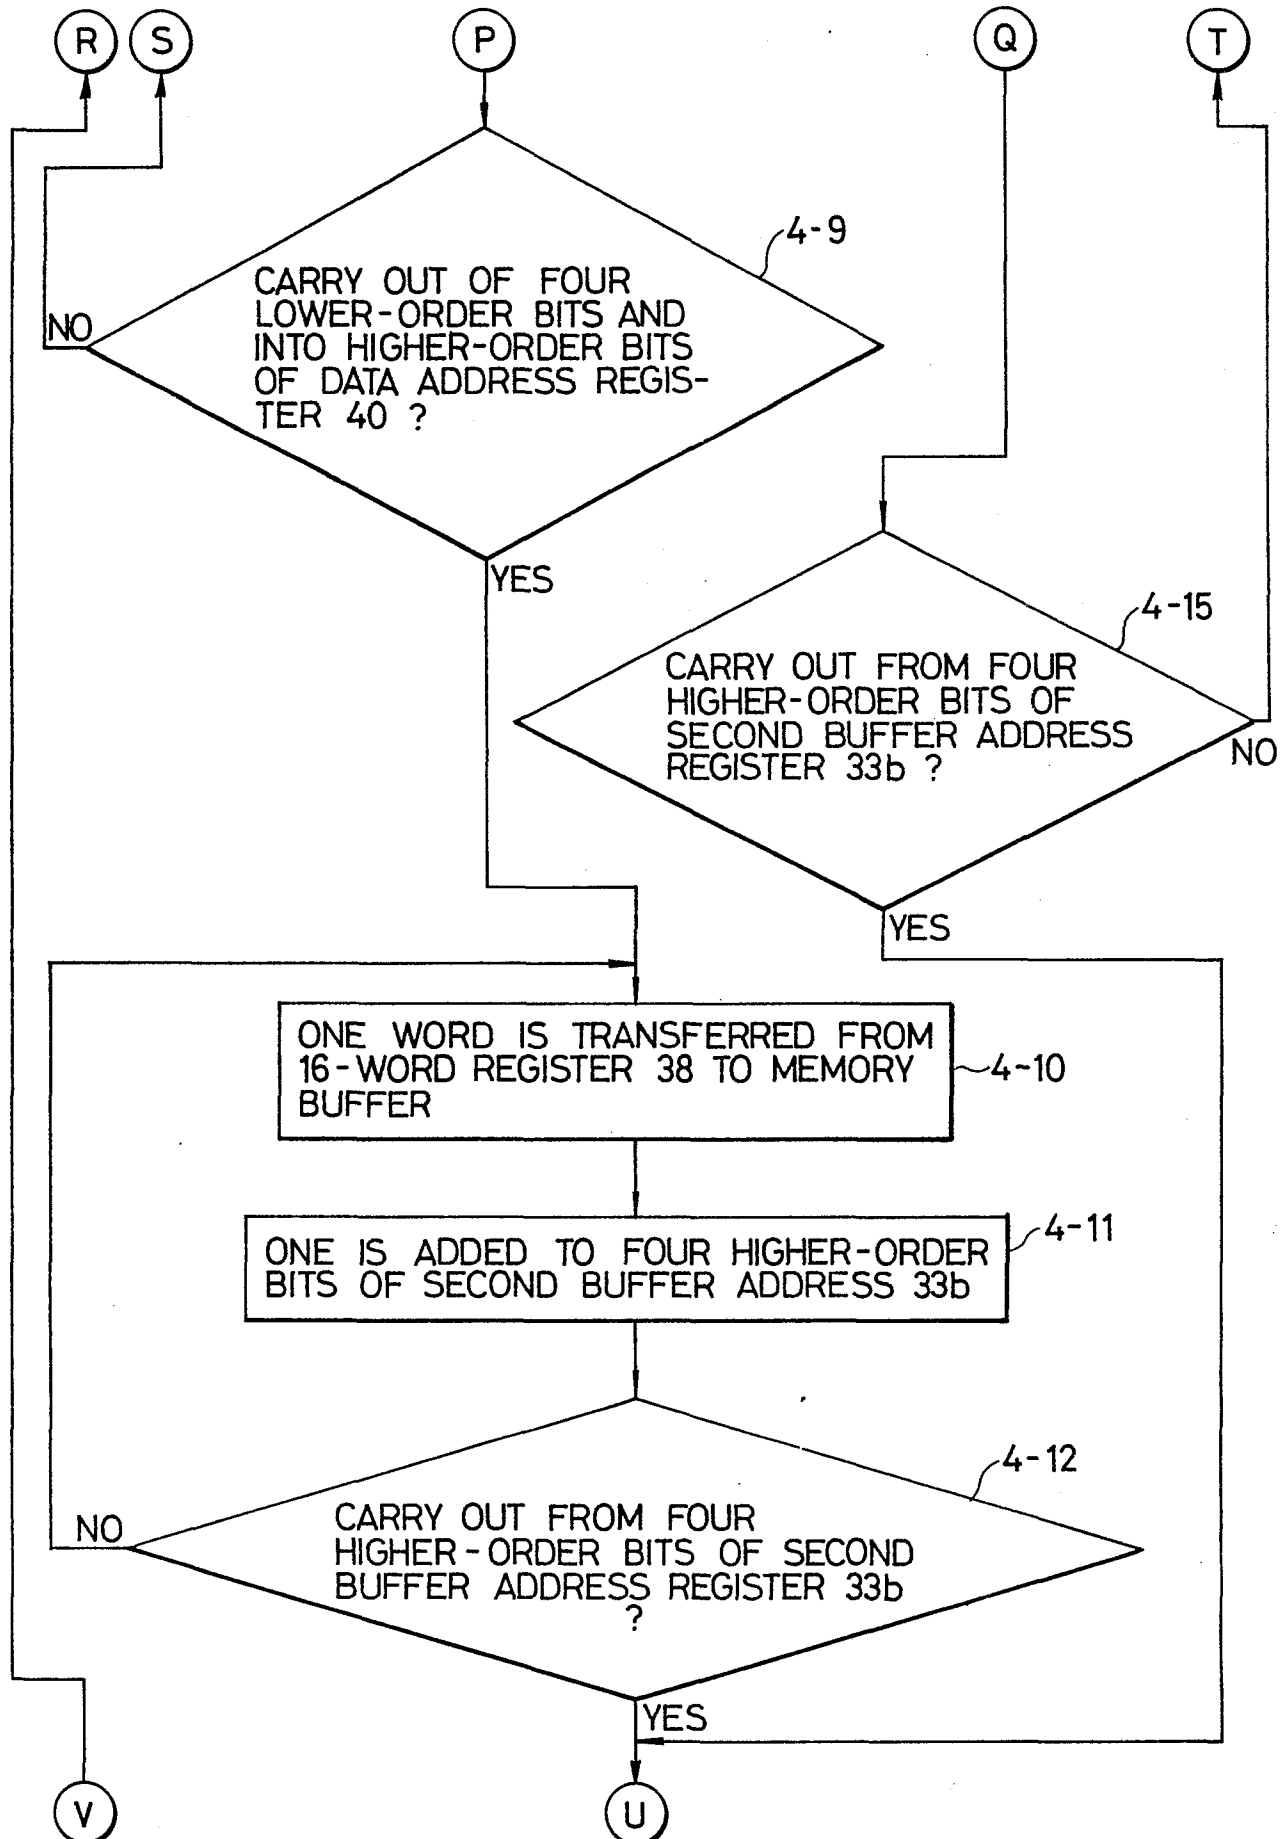 R S P Q T
4-9
CARRY OUT OF FOUR
LOWER-ORDER BITS AND
INTO HIGHER-ORDER BITS
OF DATA ADDRESS REGIS-
TER 40 ?
NO
YES
4-15
CARRY OUT FROM FOUR
HIGHER-ORDER BITS OF
SECOND BUFFER ADDRESS
REGISTER 33b ?
NO
YES
ONE WORD IS TRANSFERRED FROM
16-WORD REGISTER 38 TO MEMORY
BUFFER
4-10
ONE IS ADDED TO FOUR HIGHER-ORDER
BITS OF SECOND BUFFER ADDRESS 33b
4-11
4-12
CARRY OUT FROM FOUR
HIGHER-ORDER BITS OF SECOND
BUFFER ADDRESS REGISTER 33b
?
NO
YES
V U